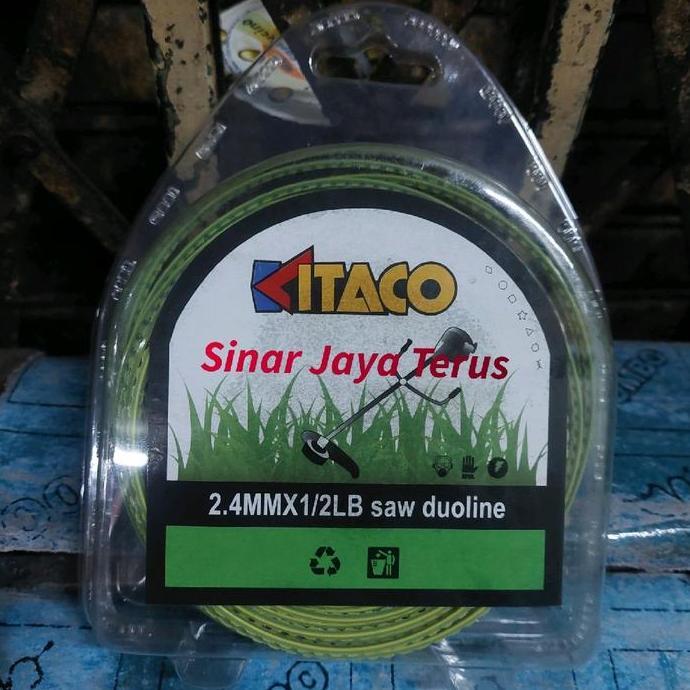 KITACO
Sinar Jaya Terus
2.4MMX1/2LB saw duoline